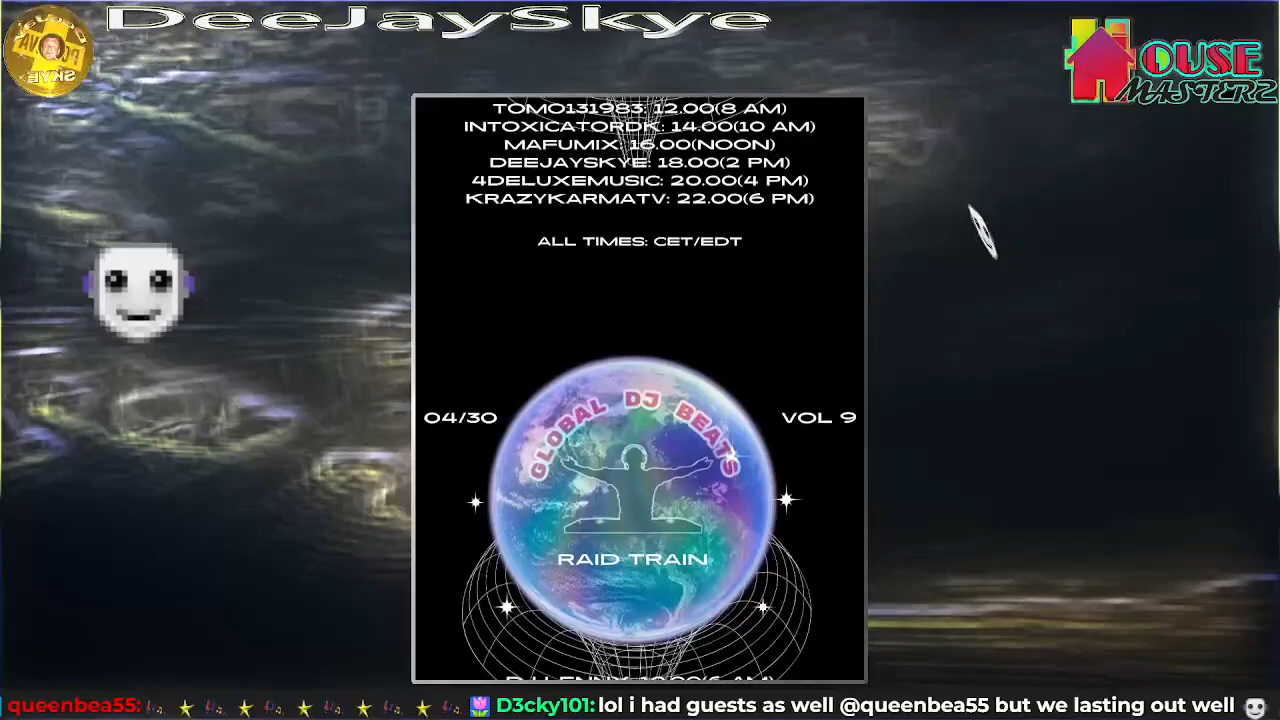 DeeJaySkye
SKYE
HOUSE
MASTERZ
TOMO131983: 12.00(8 AM)
INTOXICATORDK: 14.00(10 AM)
MAFUMIX: 16.00(NOON)
DEEJAYSKYE: 18.00(2 PM)
4DELUXEMUSIC: 20.00(4 PM)
KRAZYKARMATV: 22.00(6 PM)
ALL TIMES: CET/EDT
GLOBAL DJ BEATS
04/30
VOL 9
RAID TRAIN
queenbea55:
D3cky101: lol i had guests as well @queenbea55 but we lasting out well